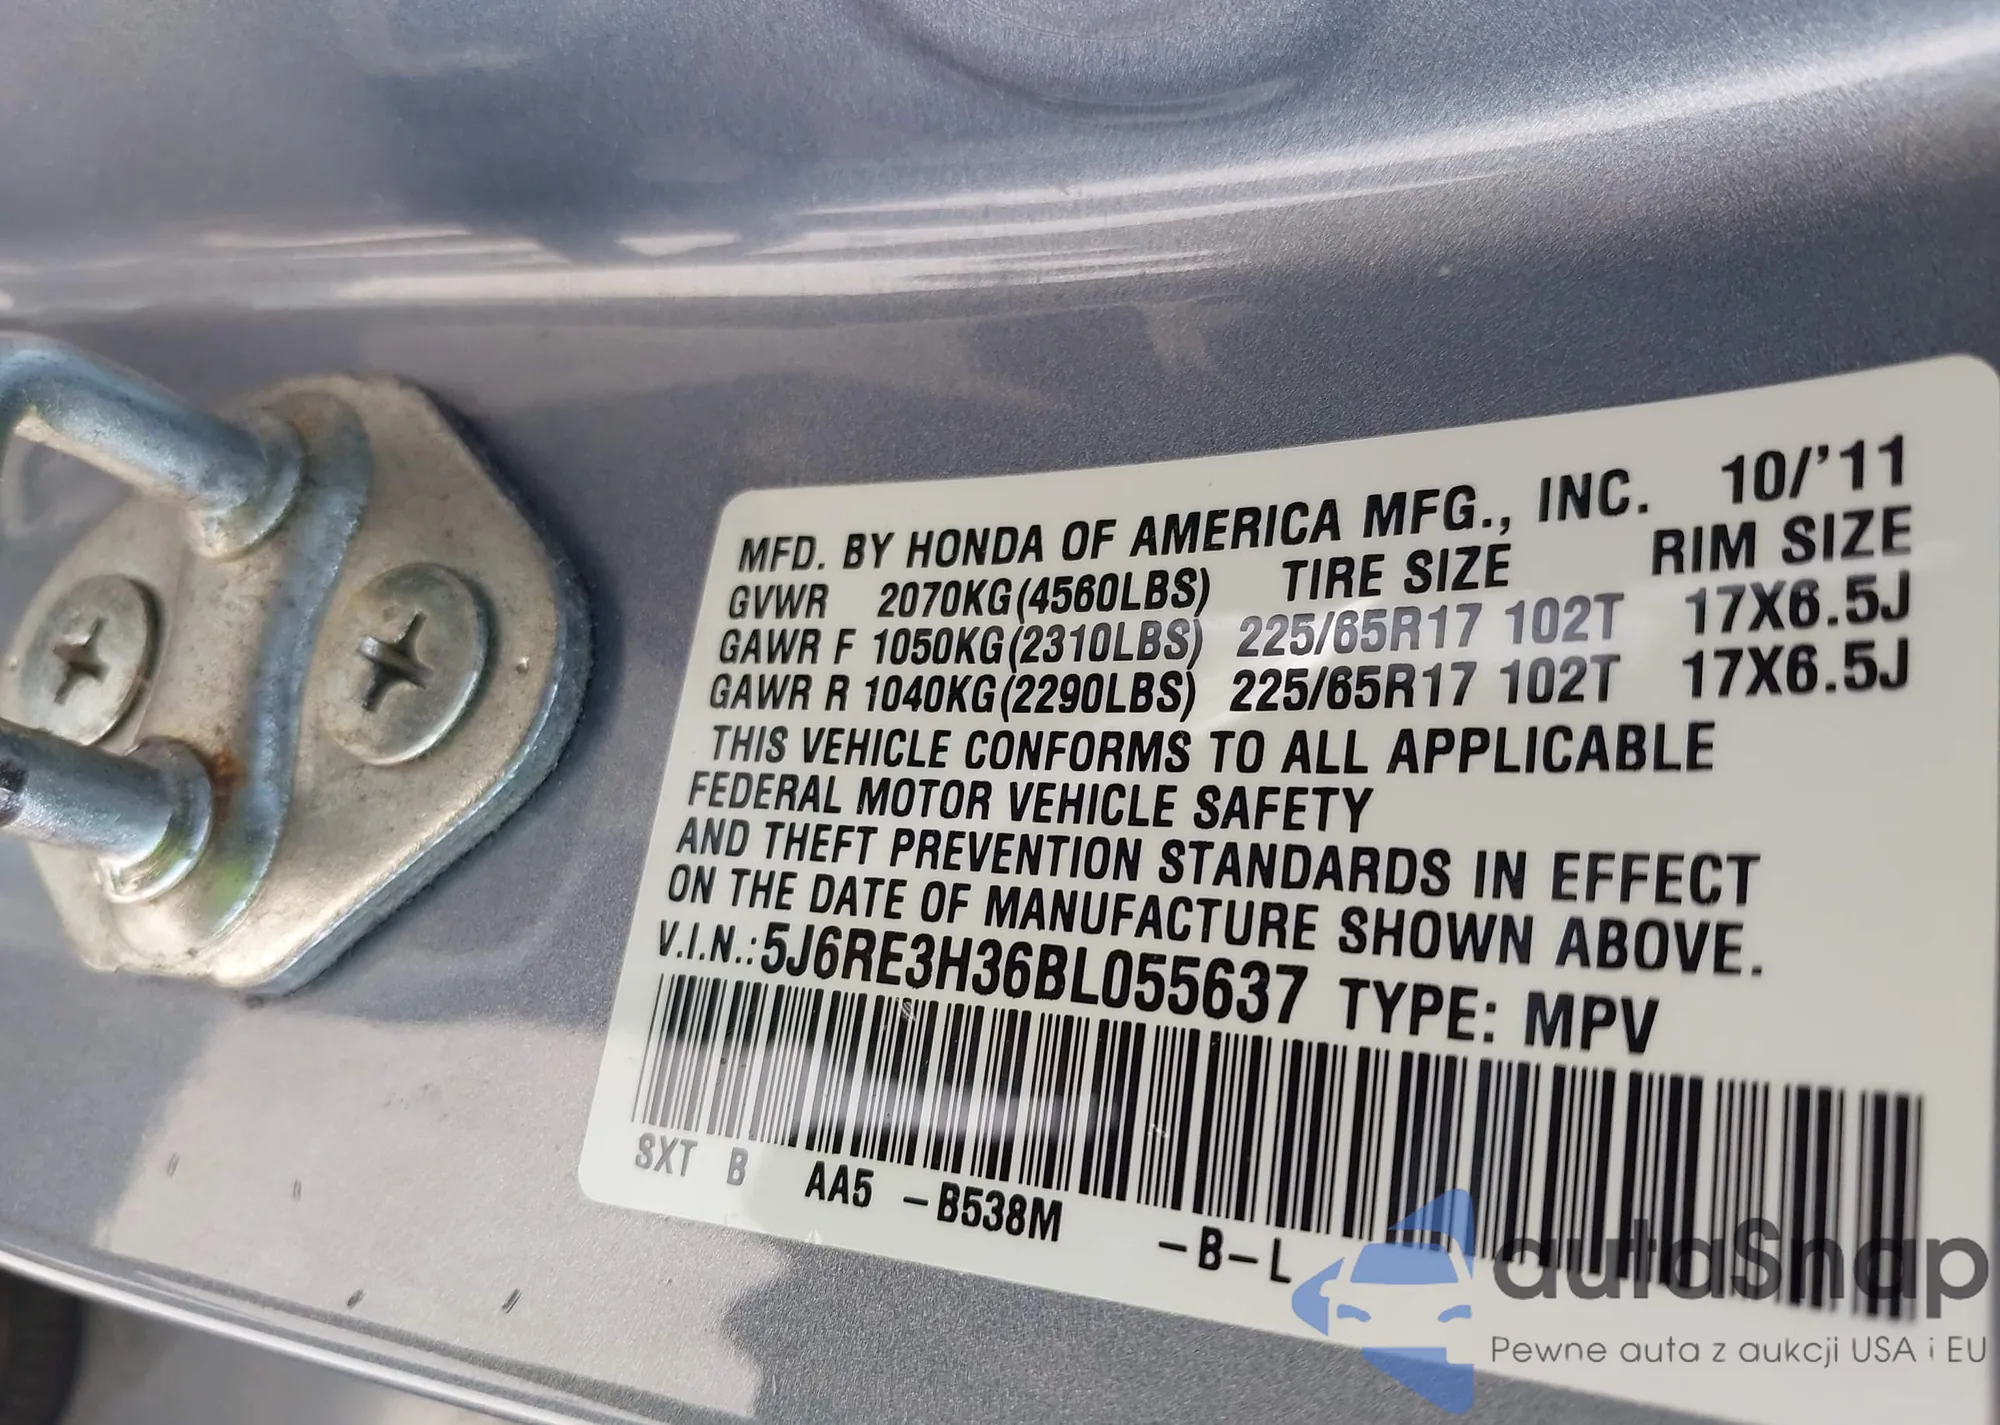 MFD. BY HONDA OF AMERICA MFG., INC. 10/'11
GVWR 2070KG(4560LBS) TIRE SIZE RIM SIZE
GAWR F 1050KG(2310LBS) 225/65R17 102T 17X6.5J
GAWR R 1040KG(2290LBS) 225/65R17 102T 17X6.5J
THIS VEHICLE CONFORMS TO ALL APPLICABLE
FEDERAL MOTOR VEHICLE SAFETY
AND THEFT PREVENTION STANDARDS IN EFFECT
ON THE DATE OF MANUFACTURE SHOWN ABOVE.
V.I.N.:5J6RE3H36BL055637 TYPE: MPV
SXT B AA5 -B538M -B-L
autaSnap
Pewne auta z aukcji USA i EU